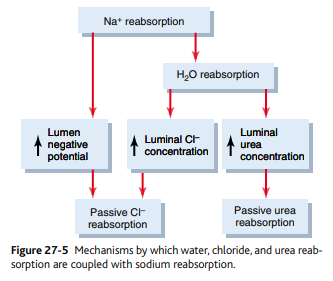 Na⁺ reabsorption
H₂O reabsorption
Lumen
negative
potential
Luminal Cl⁻
concentration
Luminal
urea
concentration
Passive Cl⁻
reabsorption
Passive urea
reabsorption
Figure 27-5 Mechanisms by which water, chloride, and urea reab-
sorption are coupled with sodium reabsorption.